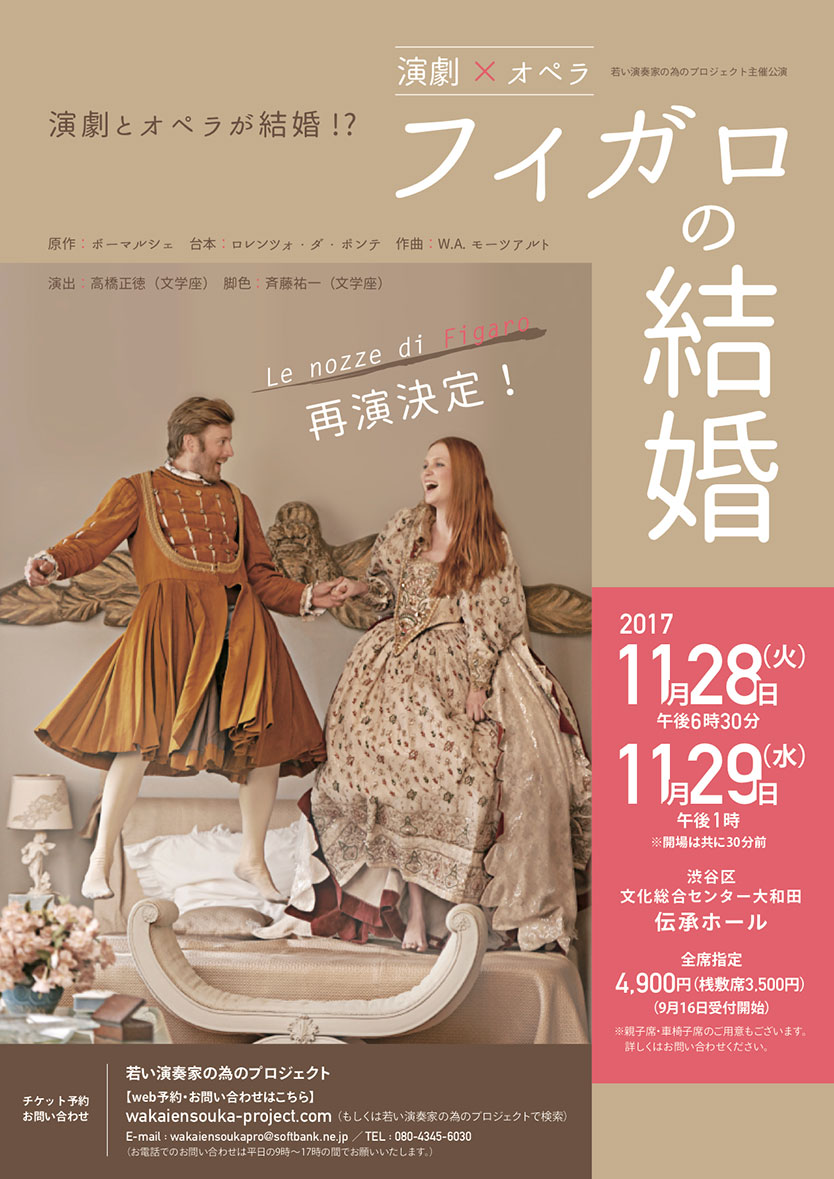 演劇×オペラ
若い演奏家の為のプロジェクト主催公演
演劇とオペラが結婚!?
フィガロ
の
結婚
原作：ボーマルシェ　台本：ロレンツォ・ダ・ポンテ　作曲：W.A. モーツアルト
演出：高橋正徳（文学座）　脚色：斉藤祐一（文学座）
Le nozze di Figaro
再演決定！
2017
11月28日（火）
午後6時30分
11月29日（水）
午後1時
※開場は共に30分前
渋谷区
文化総合センター大和田
伝承ホール
全席指定
4,900円（桟敷席3,500円）
（9月16日受付開始）
※親子席・車椅子席のご用意もございます。
詳しくはお問い合わせください。
チケット予約
お問い合わせ
若い演奏家の為のプロジェクト
【web予約・お問い合わせはこちら】
wakaiensouka-project.com（もしくは若い演奏家の為のプロジェクトで検索）
E-mail：wakaiensoukapro@softbank.ne.jp ／ TEL：080-4345-6030
（お電話でのお問い合わせは平日の9時〜17時の間でお願いいたします。）